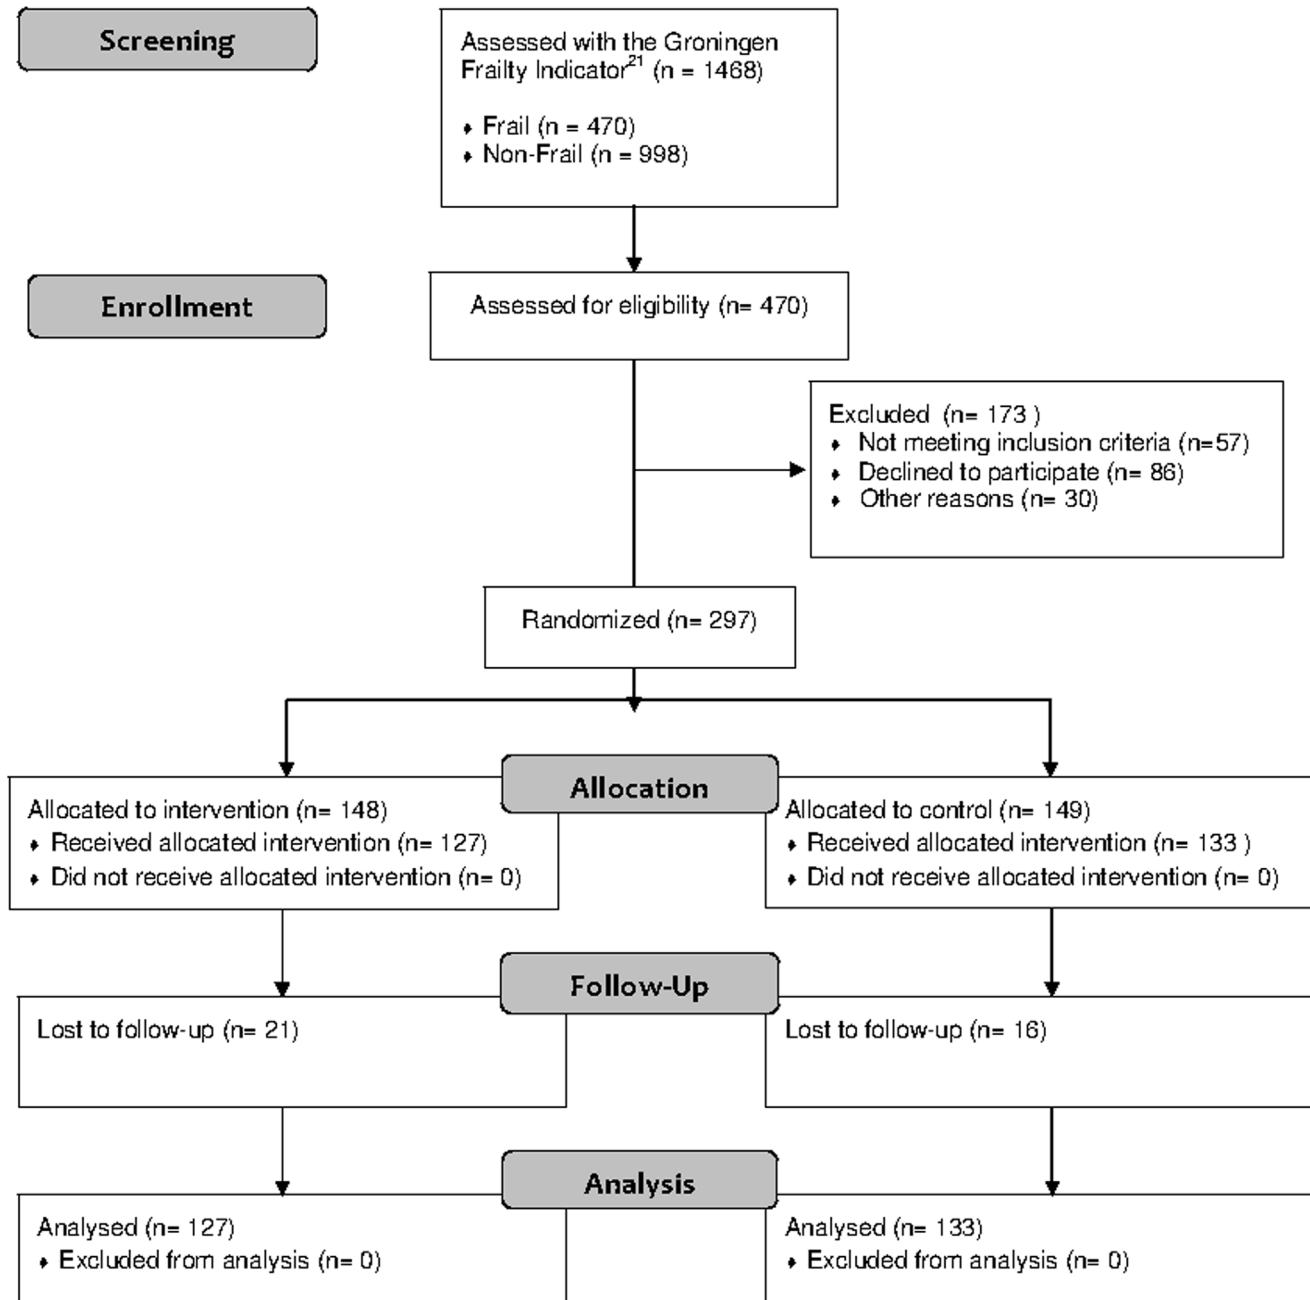 Screening
Assessed with the Groningen
Frailty Indicator21 (n = 1468)
♦ Frail (n = 470)
♦ Non-Frail (n = 998)
Enrollment
Assessed for eligibility (n= 470)
Excluded (n= 173 )
♦ Not meeting inclusion criteria (n=57)
♦ Declined to participate (n= 86)
♦ Other reasons (n= 30)
Randomized (n= 297)
Allocation
Allocated to intervention (n= 148)
♦ Received allocated intervention (n= 127)
♦ Did not receive allocated intervention (n= 0)
Allocated to control (n= 149)
♦ Received allocated intervention (n= 133 )
♦ Did not receive allocated intervention (n= 0)
Follow-Up
Lost to follow-up (n= 21)
Lost to follow-up (n= 16)
Analysis
Analysed (n= 127)
♦ Excluded from analysis (n= 0)
Analysed (n= 133)
♦ Excluded from analysis (n= 0)